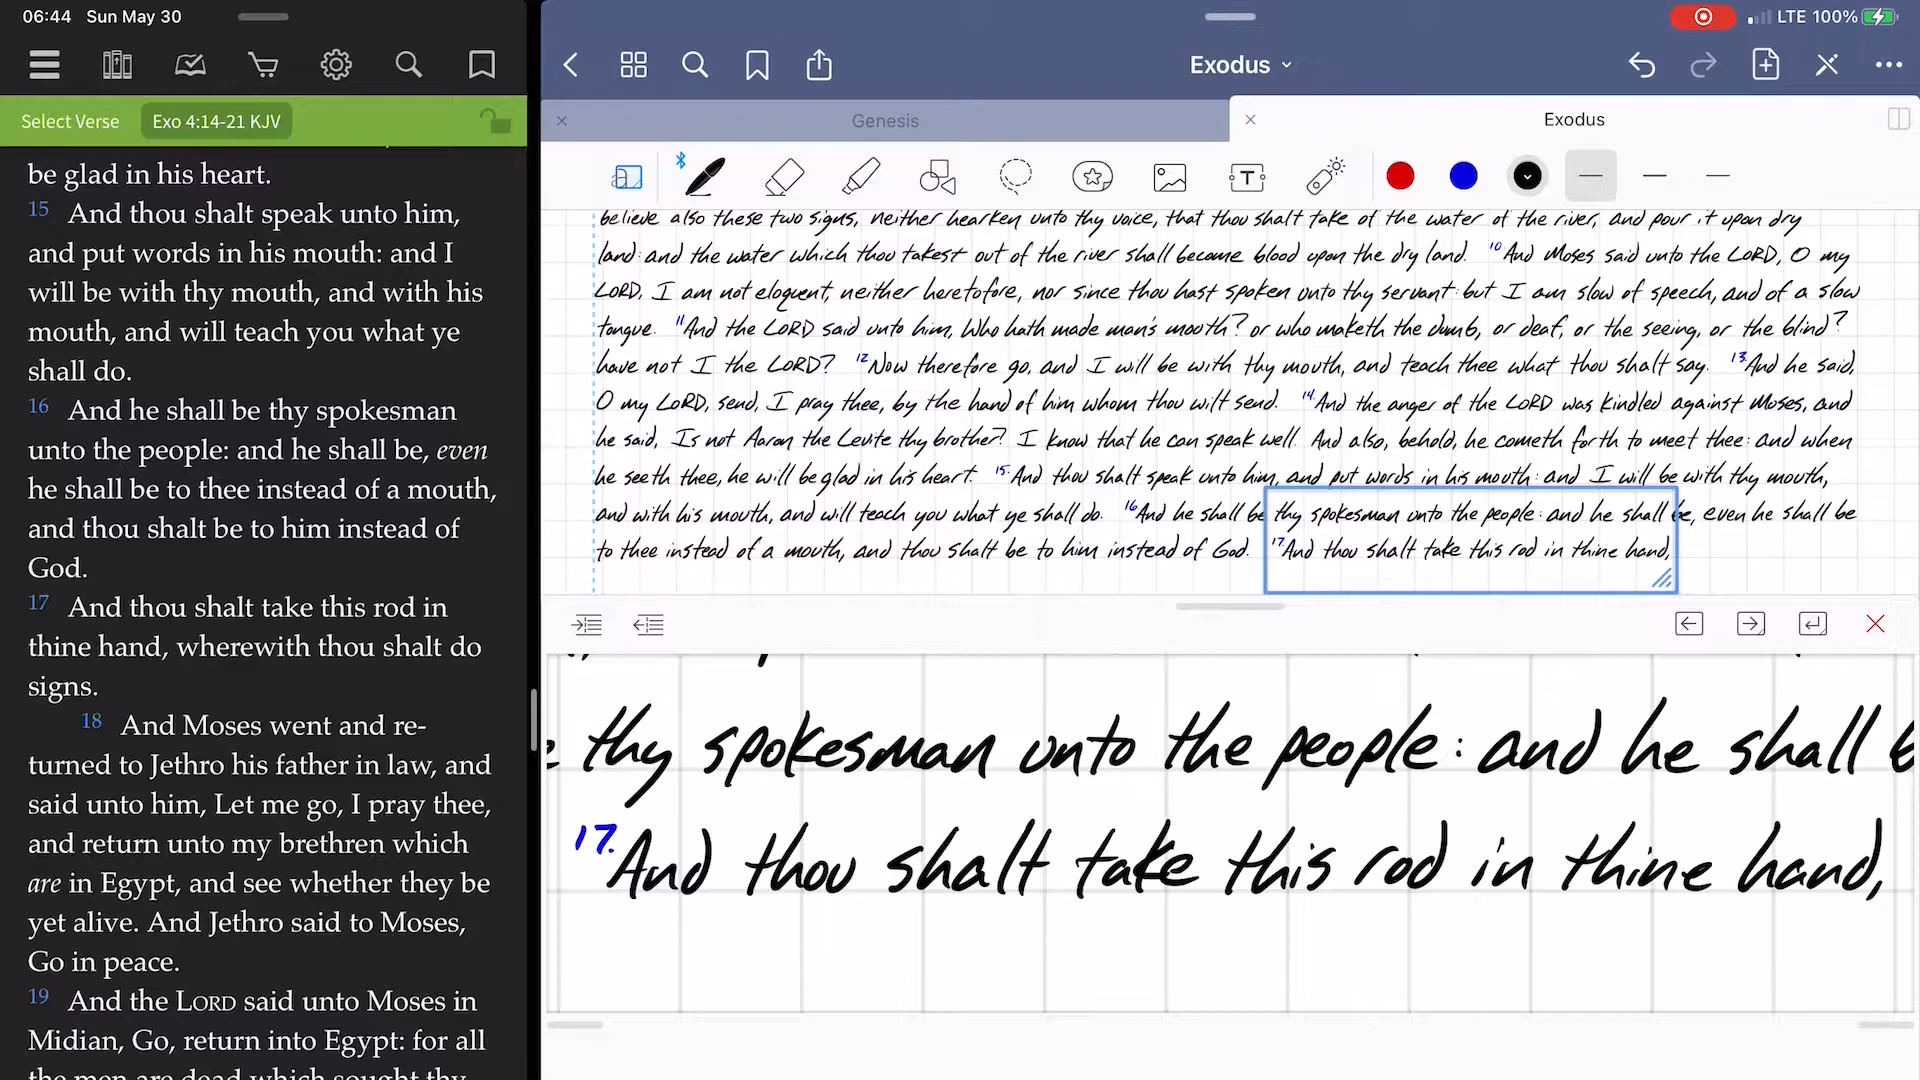 06:44 Sun May 30
Select Verse Exo 4:14-21 KJV
be glad in his heart.
15 And thou shalt speak unto him,
and put words in his mouth: and I
will be with thy mouth, and with his
mouth, and will teach you what ye
shall do.
16 And he shall be thy spokesman
unto the people: and he shall be, even
he shall be to thee instead of a mouth,
and thou shalt be to him instead of
God.
17 And thou shalt take this rod in
thine hand, wherewith thou shalt do
signs.
18 And Moses went and re-
turned to Jethro his father in law, and
said unto him, Let me go, I pray thee,
and return unto my brethren which
are in Egypt, and see whether they be
yet alive. And Jethro said to Moses,
Go in peace.
19 And the LORD said unto Moses in
Midian, Go, return into Egypt: for all
the men are dead which sought thy
LTE 100%
Exodus
Genesis
Exodus
believe also these two signs, neither hearken unto thy voice, that thou shalt take of the water of the river, and pour it upon dry
land: and the water which thou takest out of the river shall become blood upon the dry land. 10 And Moses said unto the LORD, O my
LORD, I am not eloquent, neither heretofore, nor since thou hast spoken unto thy servant: but I am slow of speech, and of a slow
tongue. 11 And the LORD said unto him, Who hath made man's mouth? or who maketh the dumb, or deaf, or the seeing, or the blind?
have not I the LORD? 12. Now therefore go, and I will be with thy mouth, and teach thee what thou shalt say. 13. And he said,
O my LORD, send, I pray thee, by the hand of him whom thou wilt send. 14. And the anger of the LORD was kindled against Moses, and
he said, Is not Aaron the Levite thy brother? I know that he can speak well. And also, behold, he cometh forth to meet thee: and when
he seeth thee, he will be glad in his heart. 15. And thou shalt speak unto him, and put words in his mouth: and I will be with thy mouth,
and with his mouth, and will teach you what ye shall do. 16 And he shall be thy spokesman unto the people: and he shall be, even he shall be
to thee instead of a mouth, and thou shalt be to him instead of God. 17. And thou shalt take this rod in thine hand,
thy spokesman unto the people: and he shall
17. And thou shalt take this rod in thine hand,